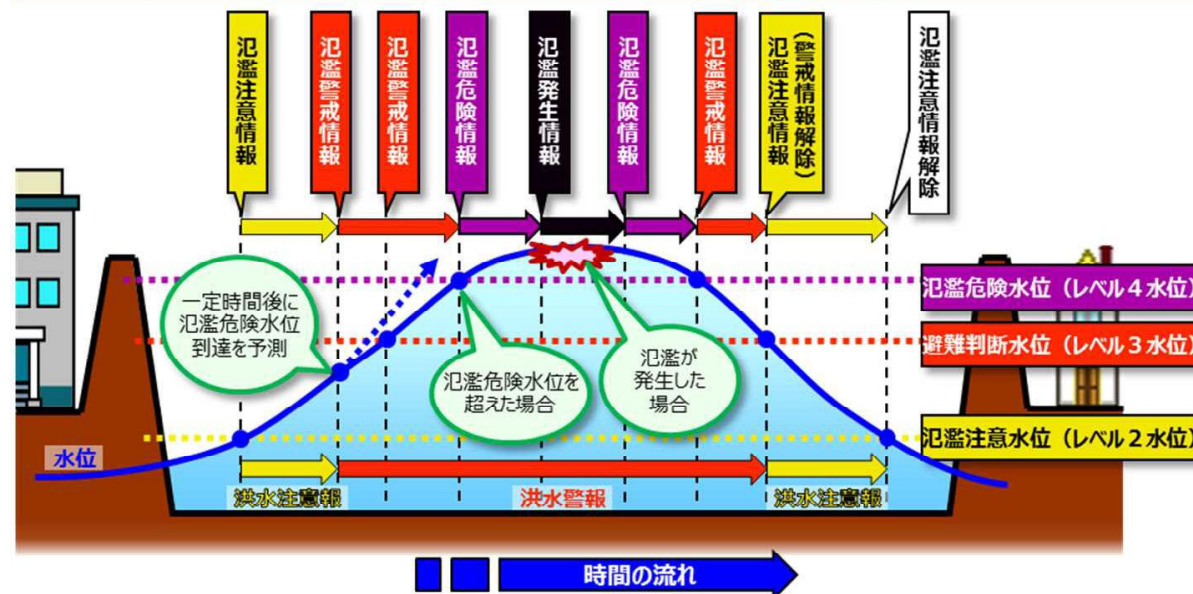 氾濫注意情報
氾濫警戒情報
氾濫警戒情報
氾濫危険情報
氾濫発生情報
氾濫危険情報
氾濫警戒情報
氾濫注意情報
(警戒情報解除)
氾濫注意情報解除
一定時間後に
氾濫危険水位
到達を予測
氾濫危険水位を
超えた場合
氾濫が
発生した
場合
氾濫危険水位(レベル4水位)
避難判断水位(レベル3水位)
氾濫注意水位(レベル2水位)
水位
洪水注意報
洪水警報
洪水注意報
時間の流れ